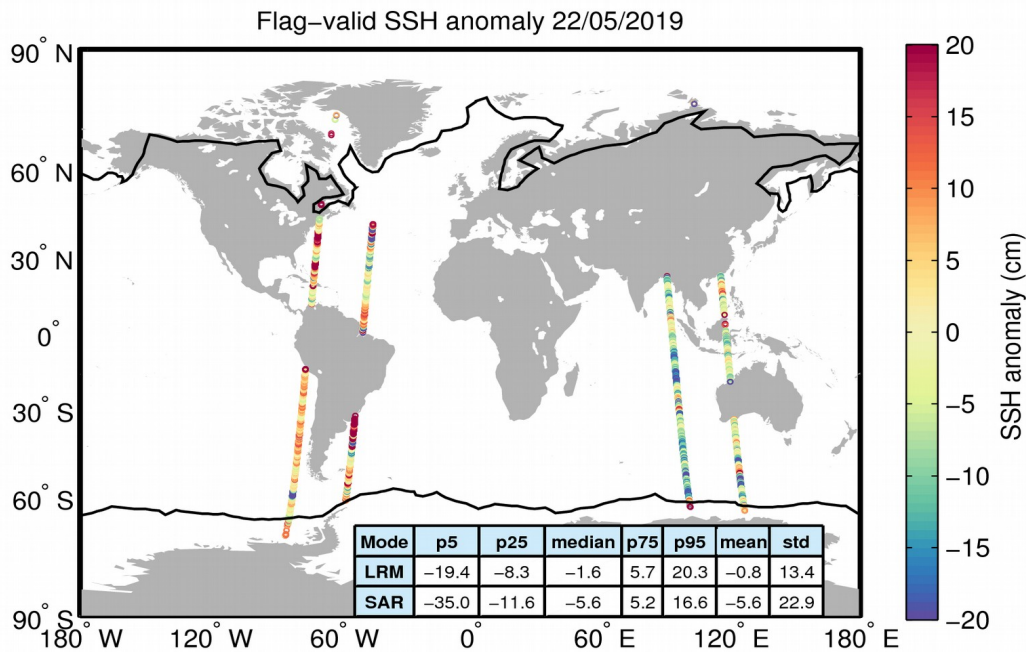 Flag−valid SSH anomaly 22/05/2019
90° N
60° N
30° N
0°
30° S
60° S
90° S
180° W
120° W
60° W
0°
60° E
120° E
180° E
Mode p5 p25 median p75 p95 mean std
LRM −19.4 −8.3 −1.6 5.7 20.3 −0.8 13.4
SAR −35.0 −11.6 −5.6 5.2 16.6 −5.6 22.9
20
15
10
5
0
−5
−10
−15
−20
SSH anomaly (cm)